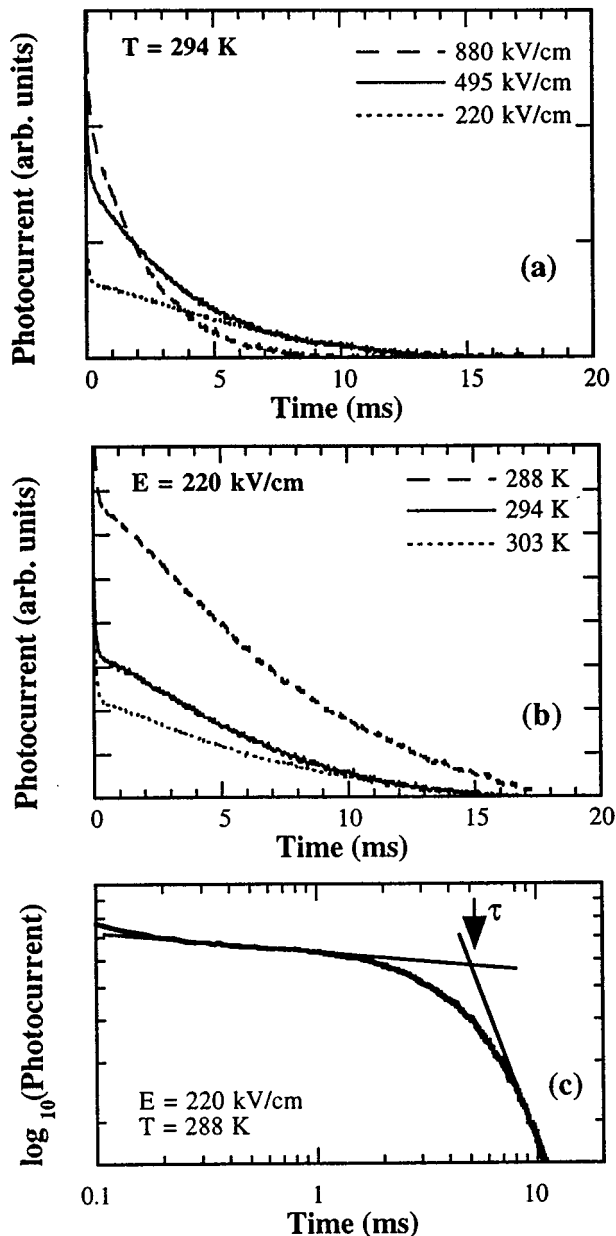 T = 294 K
880 kV/cm
495 kV/cm
220 kV/cm
Photocurrent (arb. units)
(a)
0 5 10 15 20
Time (ms)
E = 220 kV/cm
288 K
294 K
303 K
Photocurrent (arb. units)
(b)
0 5 10 15 20
Time (ms)
τ
log 10(Photocurrent)
(c)
E = 220 kV/cm
T = 288 K
0.1 1 10
Time (ms)